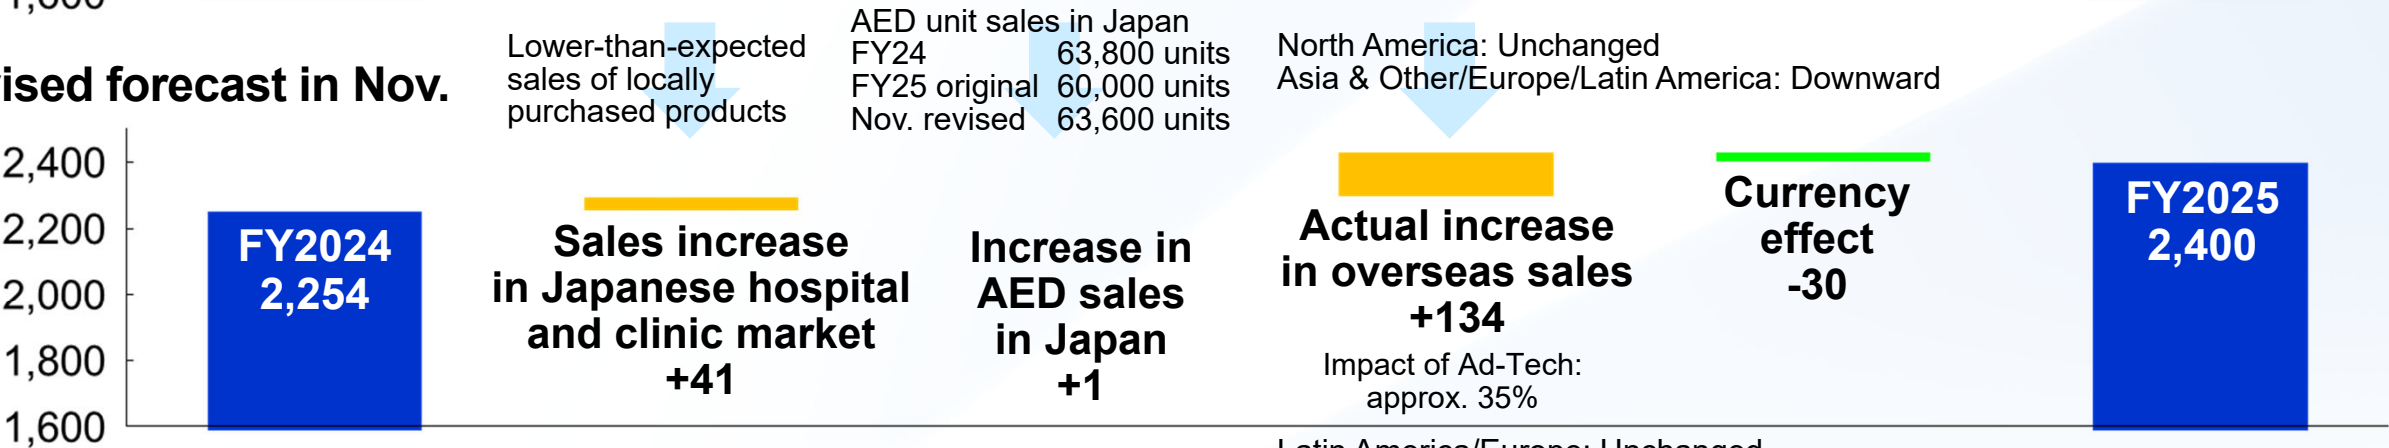 1,600
Lower-than-expected
sales of locally
purchased products
AED unit sales in Japan
FY24 63,800 units
FY25 original 60,000 units
Nov. revised 63,600 units
North America: Unchanged
Asia & Other/Europe/Latin America: Downward
ised forecast in Nov.
2,400
2,200
2,000
1,800
1,600
FY2024
2,254
Sales increase
in Japanese hospital
and clinic market
+41
Increase in
AED sales
in Japan
+1
Actual increase
in overseas sales
+134
Impact of Ad-Tech:
approx. 35%
Currency
effect
-30
FY2025
2,400
Latin America/Europe: Unchanged